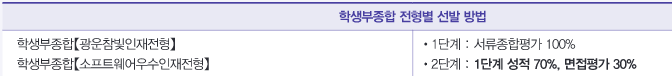 학생부종합 전형별 선발 방법
학생부종합【광운참빛인재전형】
학생부종합【소프트웨어우수인재전형】
• 1단계 : 서류종합평가 100%
• 2단계 : 1단계 성적 70%, 면접평가 30%